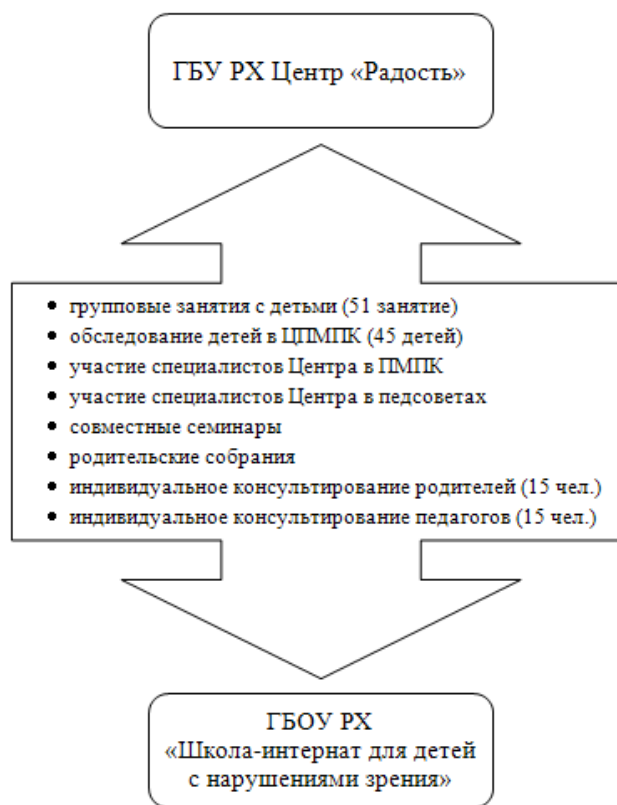 ГБУ РХ Центр «Радость»
• групповые занятия с детьми (51 занятие)
• обследование детей в ЦПМПК (45 детей)
• участие специалистов Центра в ПМПК
• участие специалистов Центра в педсоветах
• совместные семинары
• родительские собрания
• индивидуальное консультирование родителей (15 чел.)
• индивидуальное консультирование педагогов (15 чел.)
ГБОУ РХ
«Школа-интернат для детей
с нарушениями зрения»